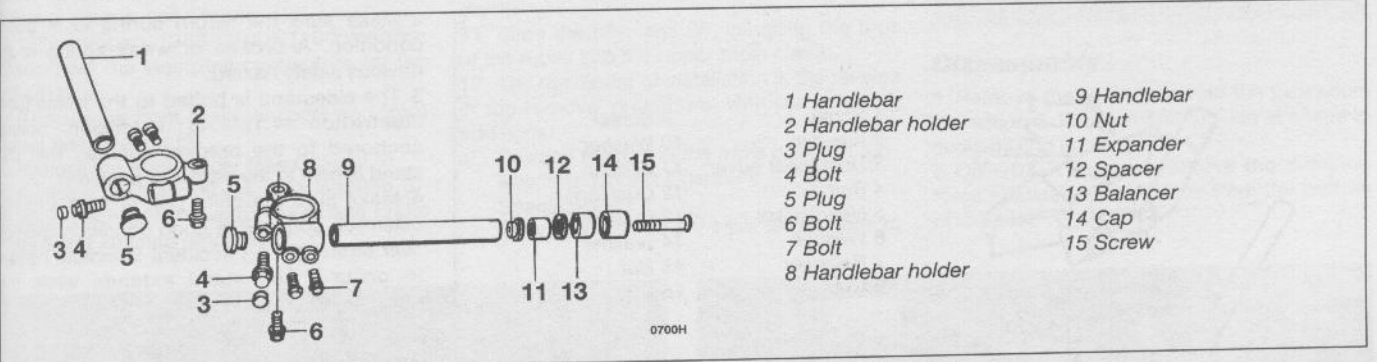 1
2
3 4
5
6
5
8
9
10
12
14
15
4
3
7
6
11
13
0700H
1 Handlebar
2 Handlebar holder
3 Plug
4 Bolt
5 Plug
6 Bolt
7 Bolt
8 Handlebar holder
9 Handlebar
10 Nut
11 Expander
12 Spacer
13 Balancer
14 Cap
15 Screw